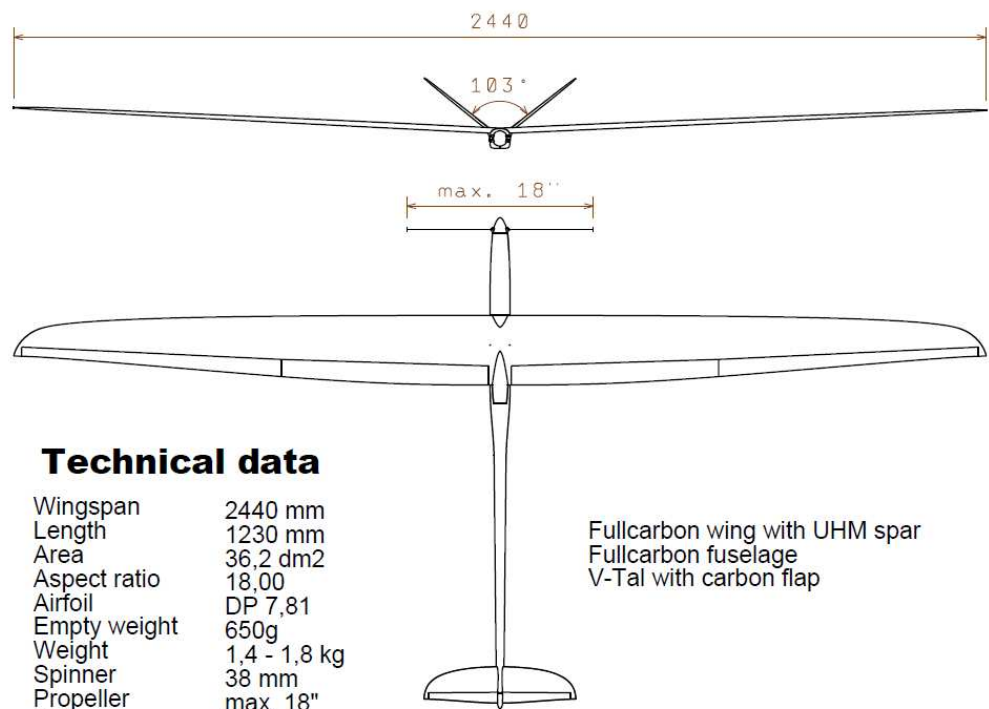 2440
103°
max. 18''
Technical data
Wingspan 2440 mm
Length 1230 mm
Area 36,2 dm2
Aspect ratio 18,00
Airfoil DP 7,81
Empty weight 650g
Weight 1,4 - 1,8 kg
Spinner 38 mm
Propeller max. 18"
Fullcarbon wing with UHM spar
Fullcarbon fuselage
V-Tal with carbon flap